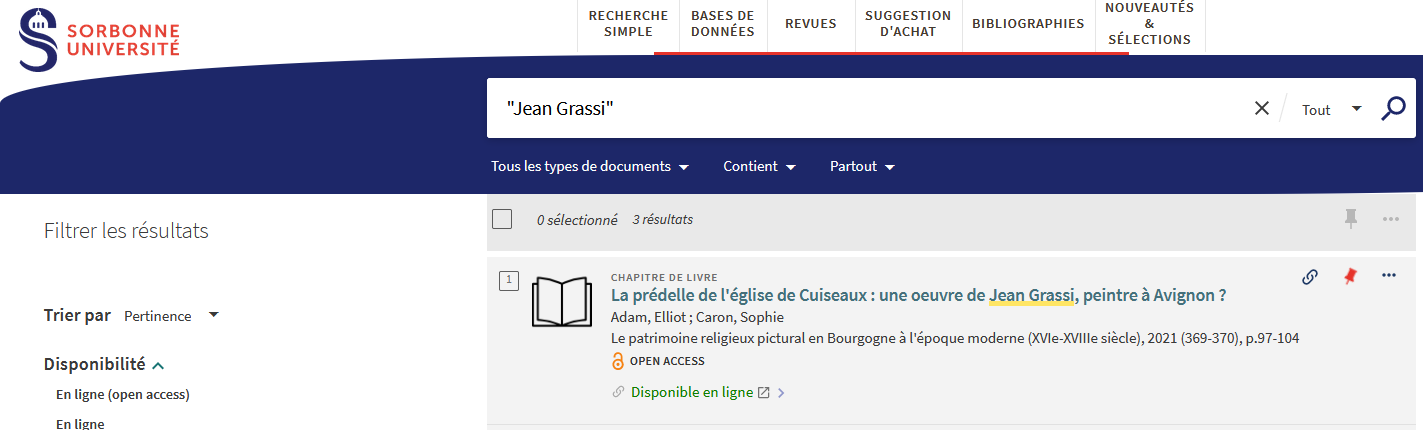 SORBONNE
UNIVERSITÉ
RECHERCHE
SIMPLE
BASES DE
DONNÉES
REVUES
SUGGESTION
D'ACHAT
BIBLIOGRAPHIES
NOUVEAUTÉS
&
SÉLECTIONS
"Jean Grassi"
Tout
Tous les types de documents
Contient
Partout
Filtrer les résultats
0 sélectionné 3 résultats
Trier par Pertinence
Disponibilité
En ligne (open access)
En ligne
1
CHAPITRE DE LIVRE
La prédelle de l'église de Cuiseaux : une oeuvre de Jean Grassi, peintre à Avignon ?
Adam, Elliot ; Caron, Sophie
Le patrimoine religieux pictural en Bourgogne à l'époque moderne (XVIe-XVIIIe siècle), 2021 (369-370), p.97-104
OPEN ACCESS
Disponible en ligne